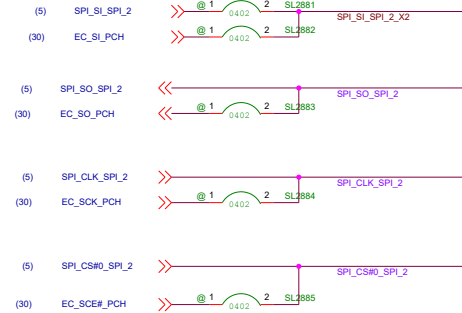 (5) SPI_SI_SPI_2 @ 1 0402 2 SL2881
SPI_SI_SPI_2_X2
(30) EC_SI_PCH @ 1 0402 2 SL2882
(5) SPI_SO_SPI_2
SPI_SO_SPI_2
(30) EC_SO_PCH @ 1 0402 2 SL2883
(5) SPI_CLK_SPI_2
SPI_CLK_SPI_2
(30) EC_SCK_PCH @ 1 0402 2 SL2884
(5) SPI_CS#0_SPI_2
SPI_CS#0_SPI_2
(30) EC_SCE#_PCH @ 1 0402 2 SL2885